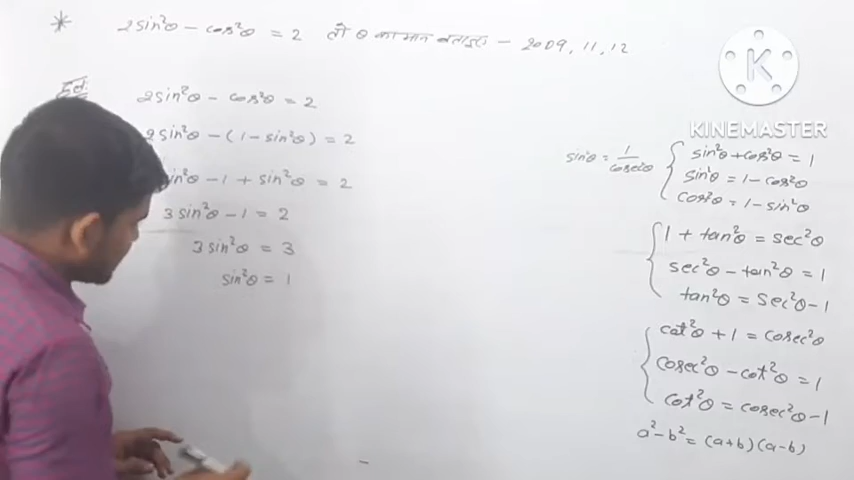 * 2sin²θ - cos²θ = 2 तो θ का मान बताइए - 2009, 11, 12
हलः
2sin²θ - cos²θ = 2
2sin²θ - (1 - sin²θ) = 2
sin²θ - 1 + sin²θ = 2
3sin²θ - 1 = 2
3sin²θ = 3
sin²θ = 1
K
KINEMASTER
sin²θ = 1/cosec²θ
sin²θ + cos²θ = 1
sin²θ = 1 - cos²θ
cos²θ = 1 - sin²θ
1 + tan²θ = sec²θ
sec²θ - tan²θ = 1
tan²θ = sec²θ - 1
cot²θ + 1 = cosec²θ
cosec²θ - cot²θ = 1
cot²θ = cosec²θ - 1
a² - b² = (a+b) (a-b)